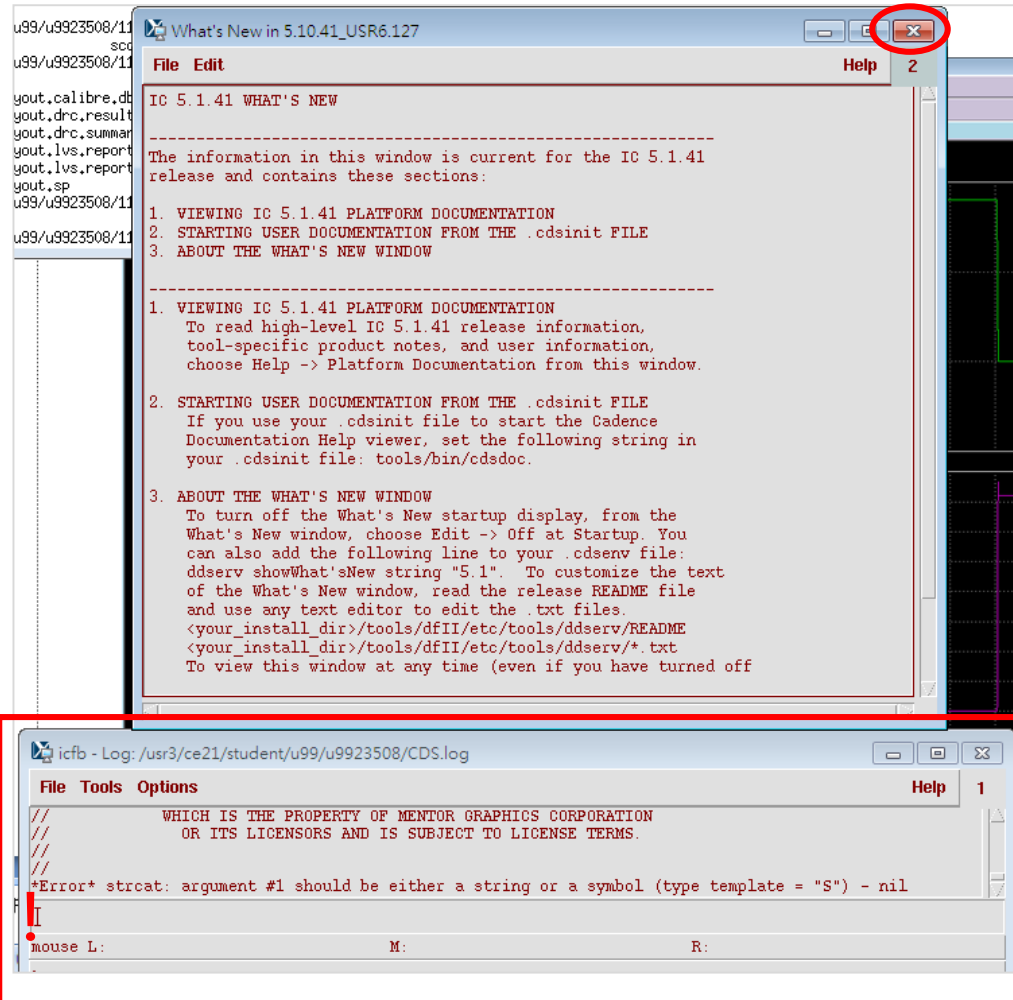 u99/u9923508/11
What's New in 5.10.41_USR6.127
sco
u99/u9923508/11
File Edit Help 2
yout.calibre.db
yout.drc.result
yout.drc.summar
yout.lvs.report
yout.lvs.report
yout.sp
u99/u9923508/11
u99/u9923508/11
IC 5.1.41 WHAT'S NEW
---------------------------------------------------------------
The information in this window is current for the IC 5.1.41
release and contains these sections:
1. VIEWING IC 5.1.41 PLATFORM DOCUMENTATION
2. STARTING USER DOCUMENTATION FROM THE .cdsinit FILE
3. ABOUT THE WHAT'S NEW WINDOW
---------------------------------------------------------------
1. VIEWING IC 5.1.41 PLATFORM DOCUMENTATION
To read high-level IC 5.1.41 release information,
tool-specific product notes, and user information,
choose Help -> Platform Documentation from this window.
2. STARTING USER DOCUMENTATION FROM THE .cdsinit FILE
If you use your .cdsinit file to start the Cadence
Documentation Help viewer, set the following string in
your .cdsinit file: tools/bin/cdsdoc.
3. ABOUT THE WHAT'S NEW WINDOW
To turn off the What's New startup display, from the
What's New window, choose Edit -> Off at Startup. You
can also add the following line to your .cdsenv file:
ddserv showWhat'sNew string "5.1". To customize the text
of the What's New window, read the release README file
and use any text editor to edit the .txt files.
<your_install_dir>/tools/dfII/etc/tools/ddserv/README
<your_install_dir>/tools/dfII/etc/tools/ddserv/*.txt
To view this window at any time (even if you have turned off
icfb - Log: /usr3/ce21/student/u99/u9923508/CDS.log
File Tools Options Help 1
// WHICH IS THE PROPERTY OF MENTOR GRAPHICS CORPORATION
// OR ITS LICENSORS AND IS SUBJECT TO LICENSE TERMS.
//
//
*Error* strcat: argument #1 should be either a string or a symbol (type template = "S") - nil
!
mouse L: M: R: